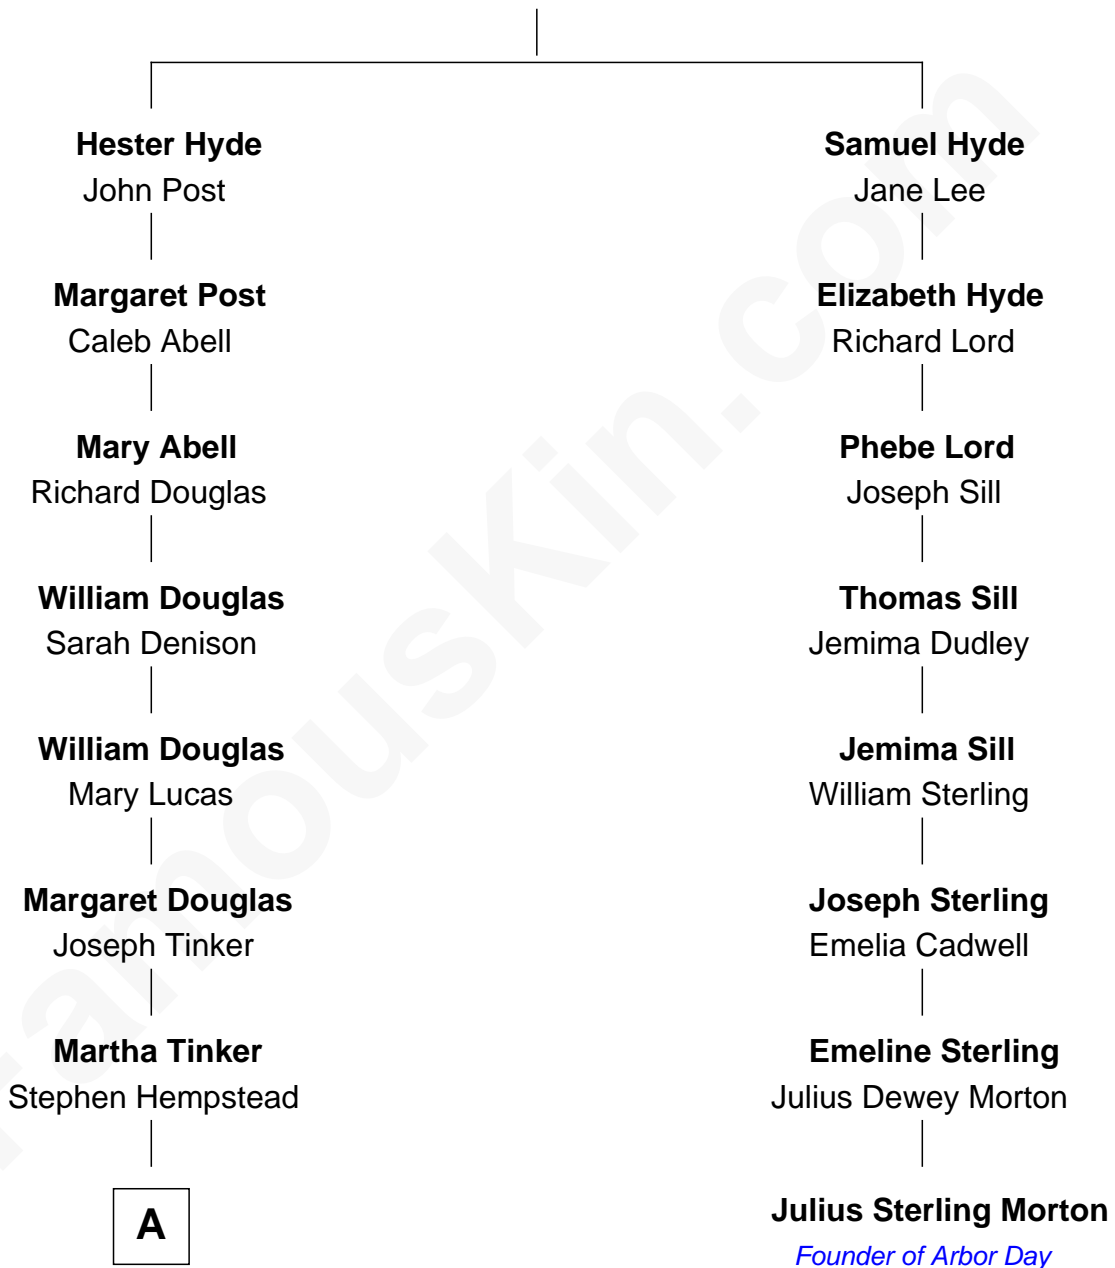 Hester Hyde
John Post
Margaret Post
Caleb Abell
Mary Abell
Richard Douglas
William Douglas
Sarah Denison
William Douglas
Mary Lucas
Margaret Douglas
Joseph Tinker
Martha Tinker
Stephen Hempstead
A
Samuel Hyde
Jane Lee
Elizabeth Hyde
Richard Lord
Phebe Lord
Joseph Sill
Thomas Sill
Jemima Dudley
Jemima Sill
William Sterling
Joseph Sterling
Emelia Cadwell
Emeline Sterling
Julius Dewey Morton
Julius Sterling Morton
Founder of Arbor Day
FamousKin.com